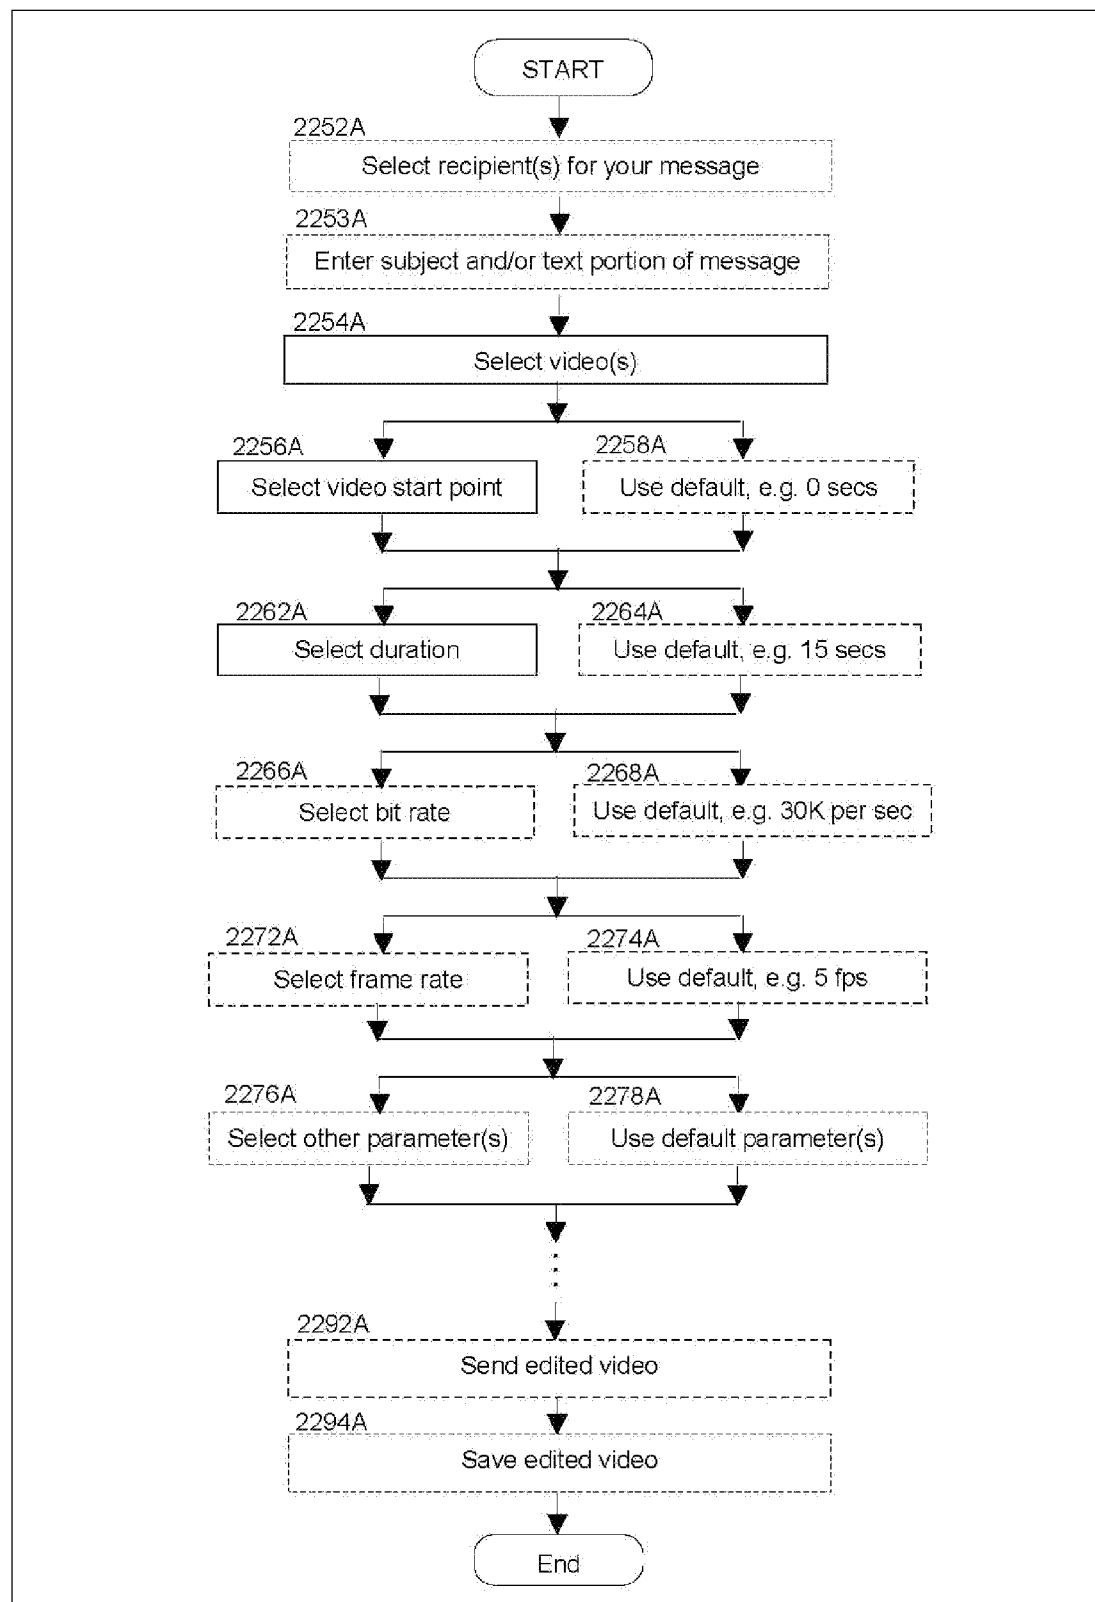 START
2252A
Select recipient(s) for your message
2253A
Enter subject and/or text portion of message
2254A
Select video(s)
2256A
Select video start point
2258A
Use default, e.g. 0 secs
2262A
Select duration
2264A
Use default, e.g. 15 secs
2266A
Select bit rate
2268A
Use default, e.g. 30K per sec
2272A
Select frame rate
2274A
Use default, e.g. 5 fps
2276A
Select other parameter(s)
2278A
Use default parameter(s)
2292A
Send edited video
2294A
Save edited video
End